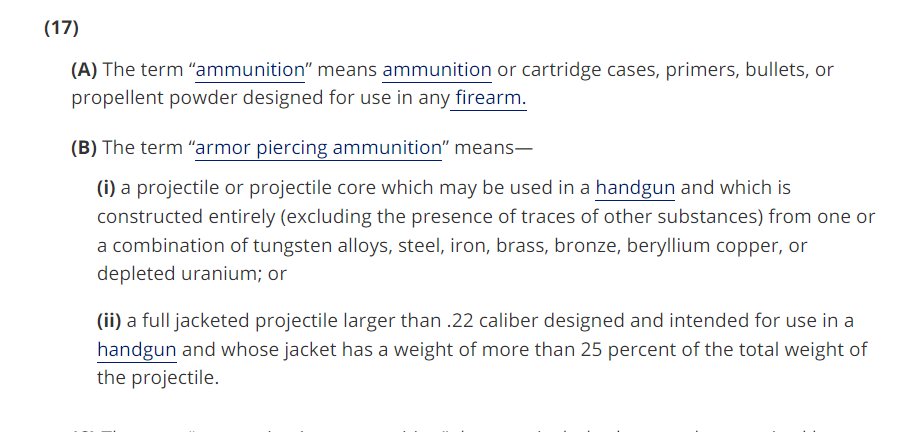 (17)
(A) The term “ammunition” means ammunition or cartridge cases, primers, bullets, or
propellent powder designed for use in any firearm.
(B) The term “armor piercing ammunition” means—
(i) a projectile or projectile core which may be used in a handgun and which is
constructed entirely (excluding the presence of traces of other substances) from one or
a combination of tungsten alloys, steel, iron, brass, bronze, beryllium copper, or
depleted uranium; or
(ii) a full jacketed projectile larger than .22 caliber designed and intended for use in a
handgun and whose jacket has a weight of more than 25 percent of the total weight of
the projectile.